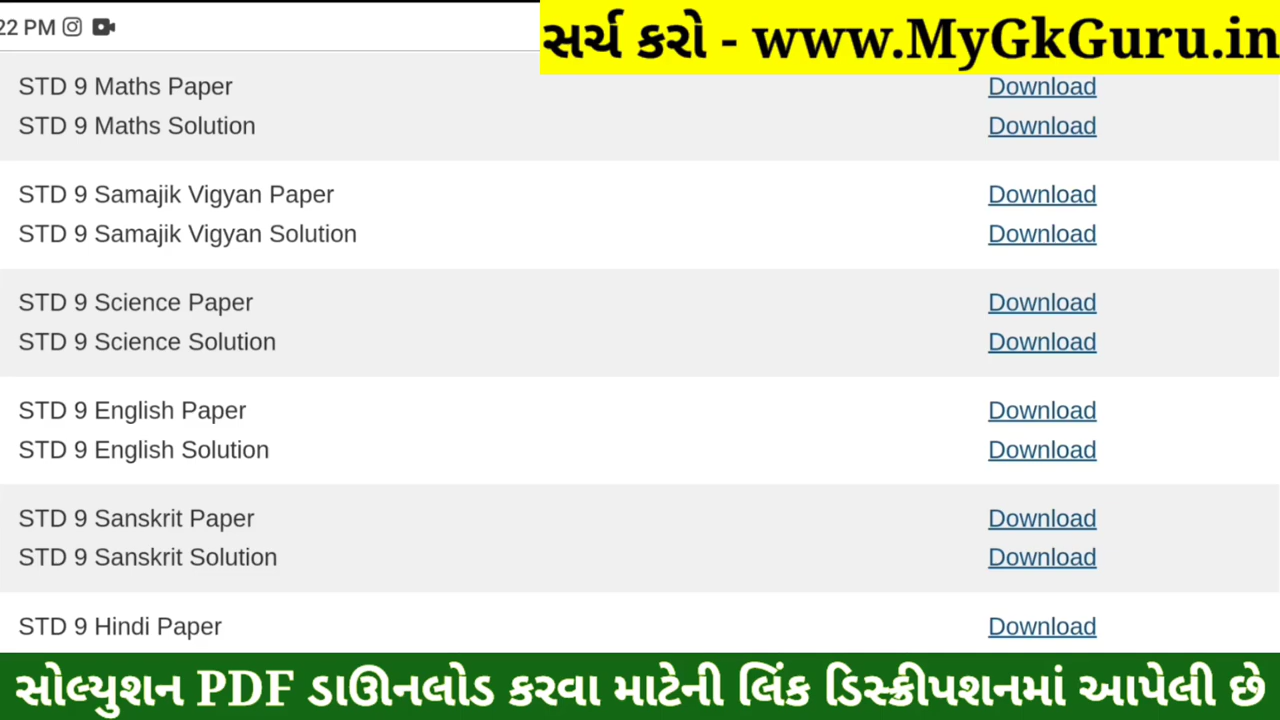 22 PM
સર્ચ કરો - www.MyGkGuru.in
STD 9 Maths Paper Download
STD 9 Maths Solution Download
STD 9 Samajik Vigyan Paper Download
STD 9 Samajik Vigyan Solution Download
STD 9 Science Paper Download
STD 9 Science Solution Download
STD 9 English Paper Download
STD 9 English Solution Download
STD 9 Sanskrit Paper Download
STD 9 Sanskrit Solution Download
STD 9 Hindi Paper Download
સોલ્યુશન PDF ડાઊનલોડ કરવા માટેની લિંક ડિસ્ક્રીપશનમાં આપેલી છે